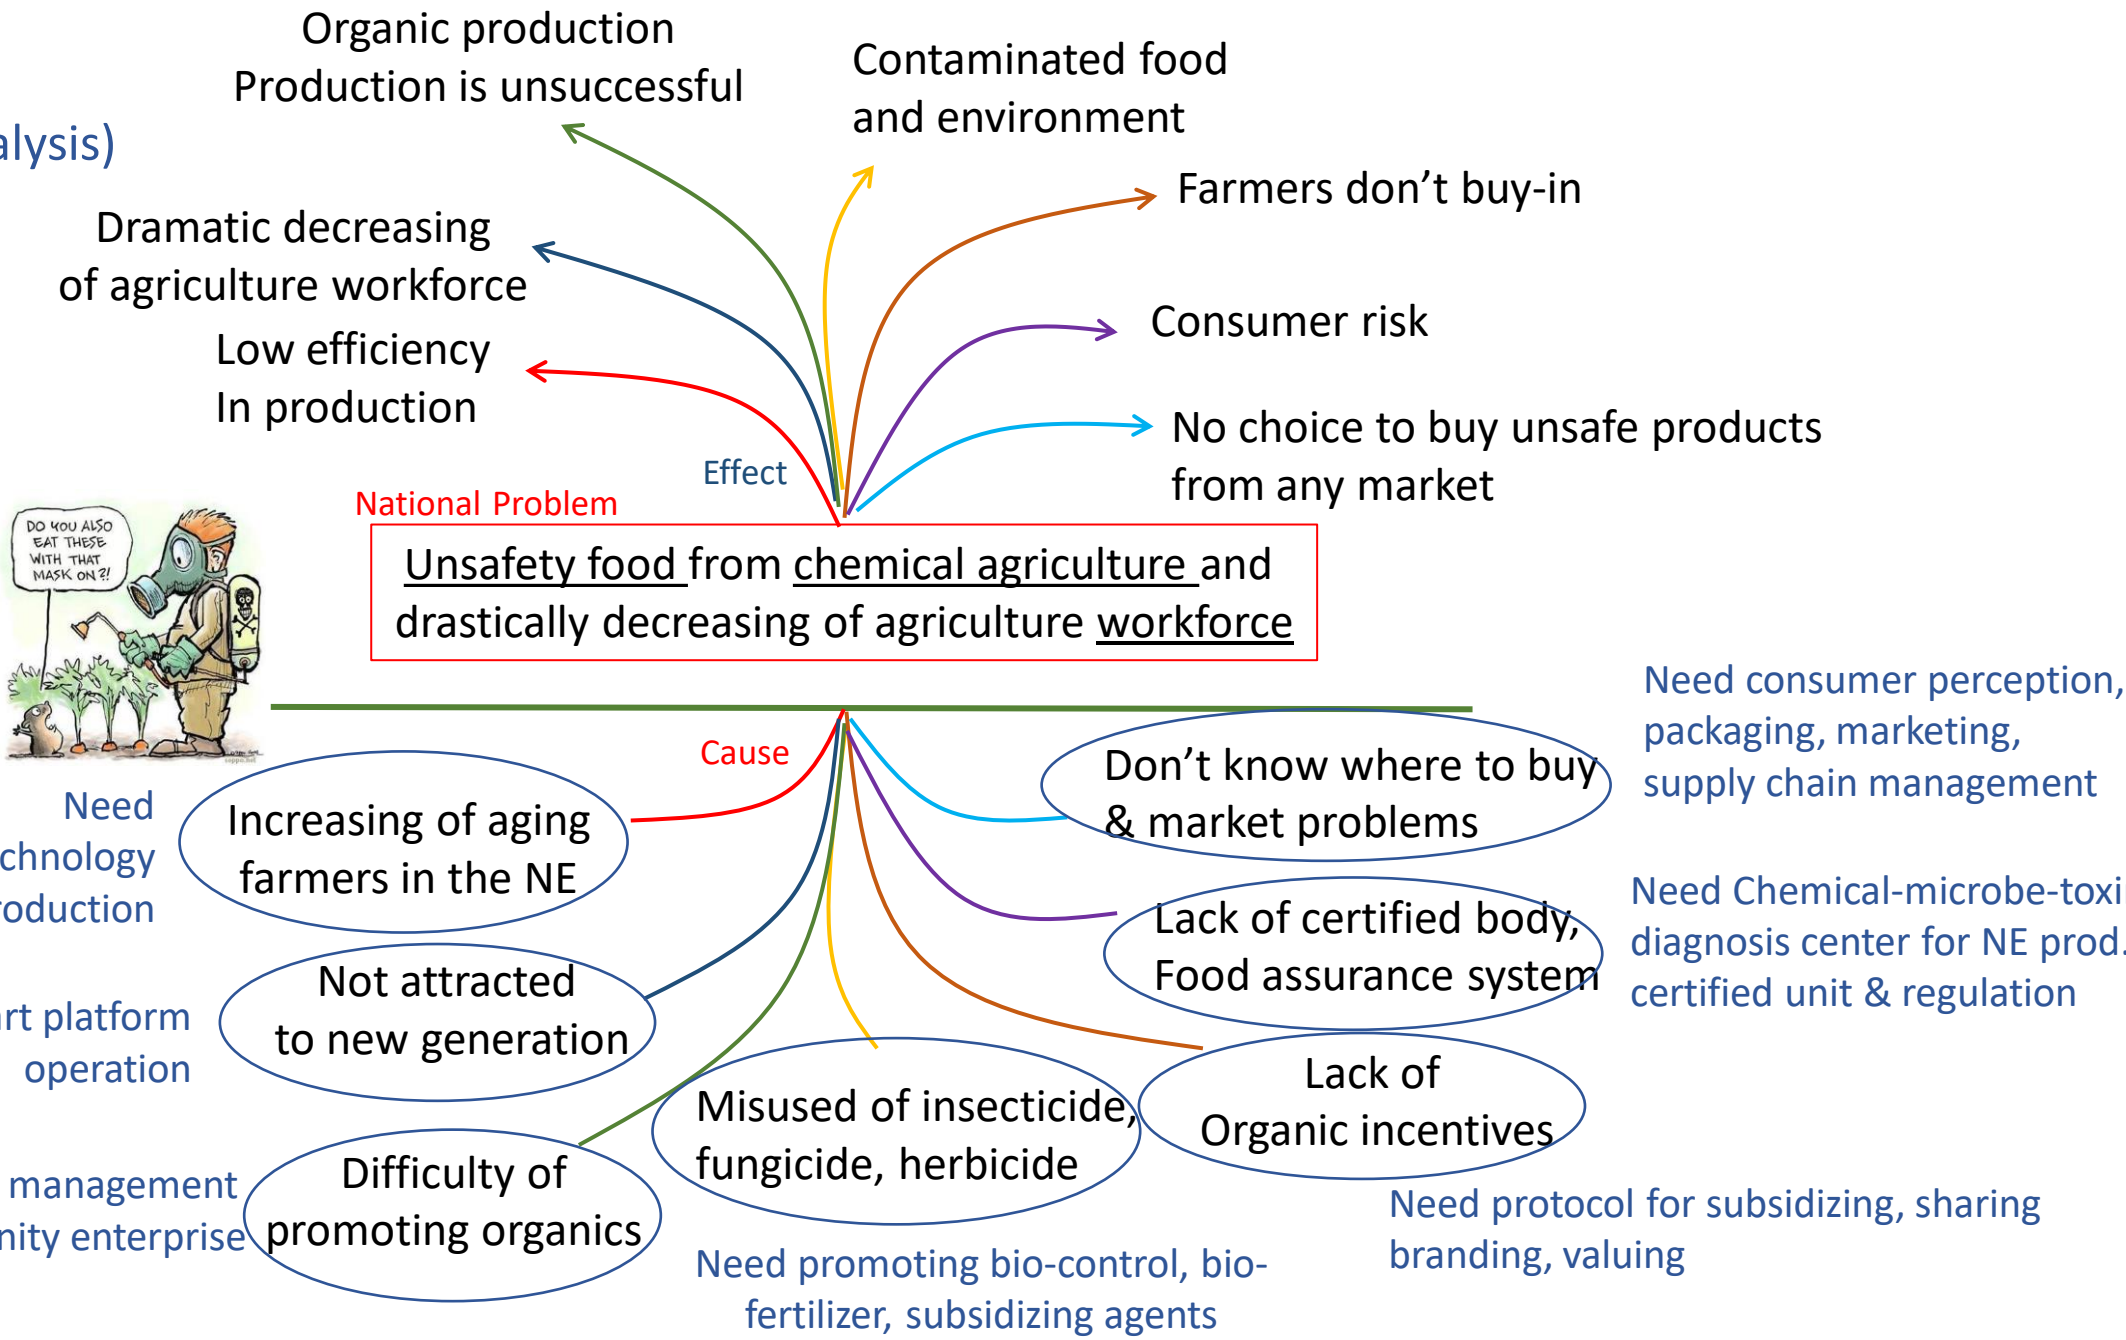 Organic production
Production is unsuccessful
Contaminated food
and environment
alysis)
Farmers don’t buy-in
Dramatic decreasing
of agriculture workforce
Consumer risk
Low efficiency
In production
No choice to buy unsafe products
from any market
Effect
National Problem
DO YOU ALSO
EAT THESE
WITH THAT
MASK ON?!
Unsafety food from chemical agriculture and
drastically decreasing of agriculture workforce
Cause
Need consumer perception,
packaging, marketing,
supply chain management
Don’t know where to buy
& market problems
Need
chnology
roduction
Increasing of aging
farmers in the NE
Need Chemical-microbe-toxi
diagnosis center for NE prod.
certified unit & regulation
Lack of certified body,
Food assurance system
art platform
operation
Not attracted
to new generation
Lack of
Organic incentives
Misused of insecticide,
fungicide, herbicide
management
nity enterprise
Difficulty of
promoting organics
Need protocol for subsidizing, sharing
branding, valuing
Need promoting bio-control, bio-
fertilizer, subsidizing agents